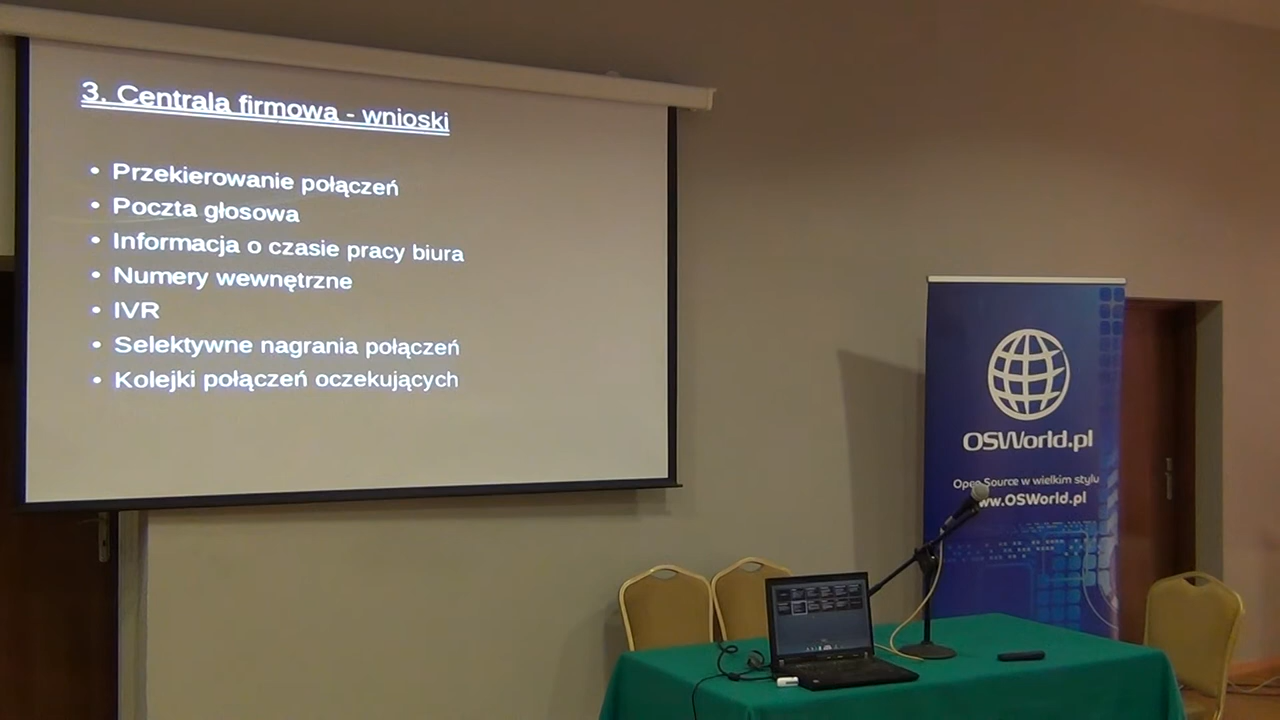 3. Centrala firmowa - wnioski
• Przekierowanie połączeń
• Poczta głosowa
• Informacja o czasie pracy biura
• Numery wewnętrzne
• IVR
• Selektywne nagrania połączeń
• Kolejki połączeń oczekujących
OSWorld.pl
Open Source w wielkim stylu
www.OSWorld.pl